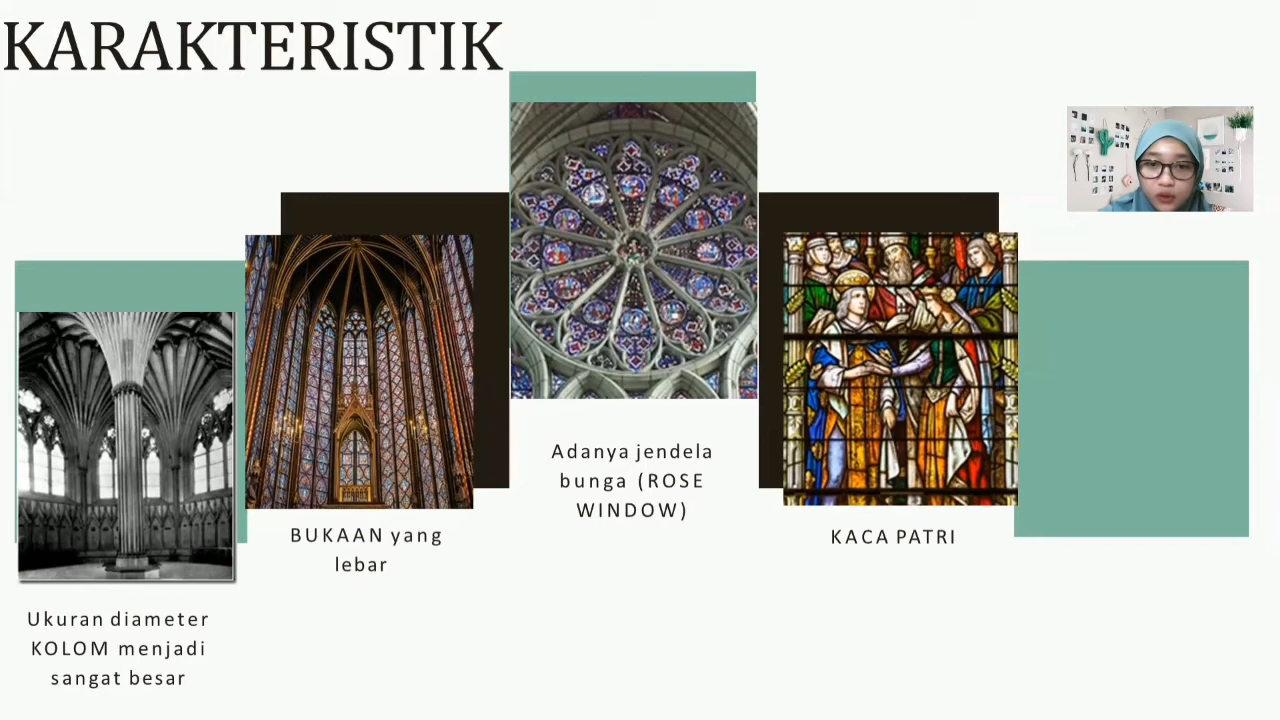 KARAKTERISTIK
Ukuran diameter
KOLOM menjadi
sangat besar
BUKAAN yang
lebar
Adanya jendela
bunga (ROSE
WINDOW)
KACA PATRI